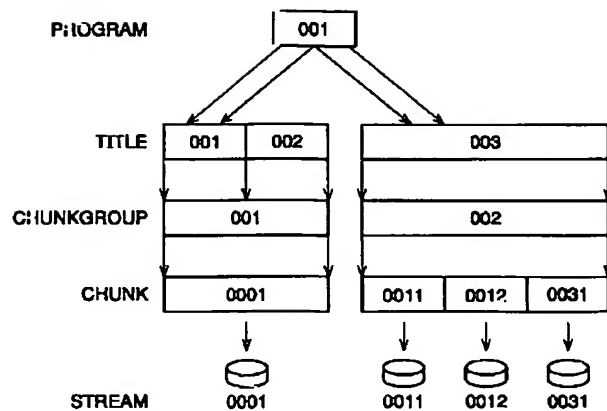 PROGRAM 001
TITLE 001 002 003
CHUNKGROUP 001 002
CHUNK 0001 0011 0012 0031
STREAM 0001 0011 0012 0031